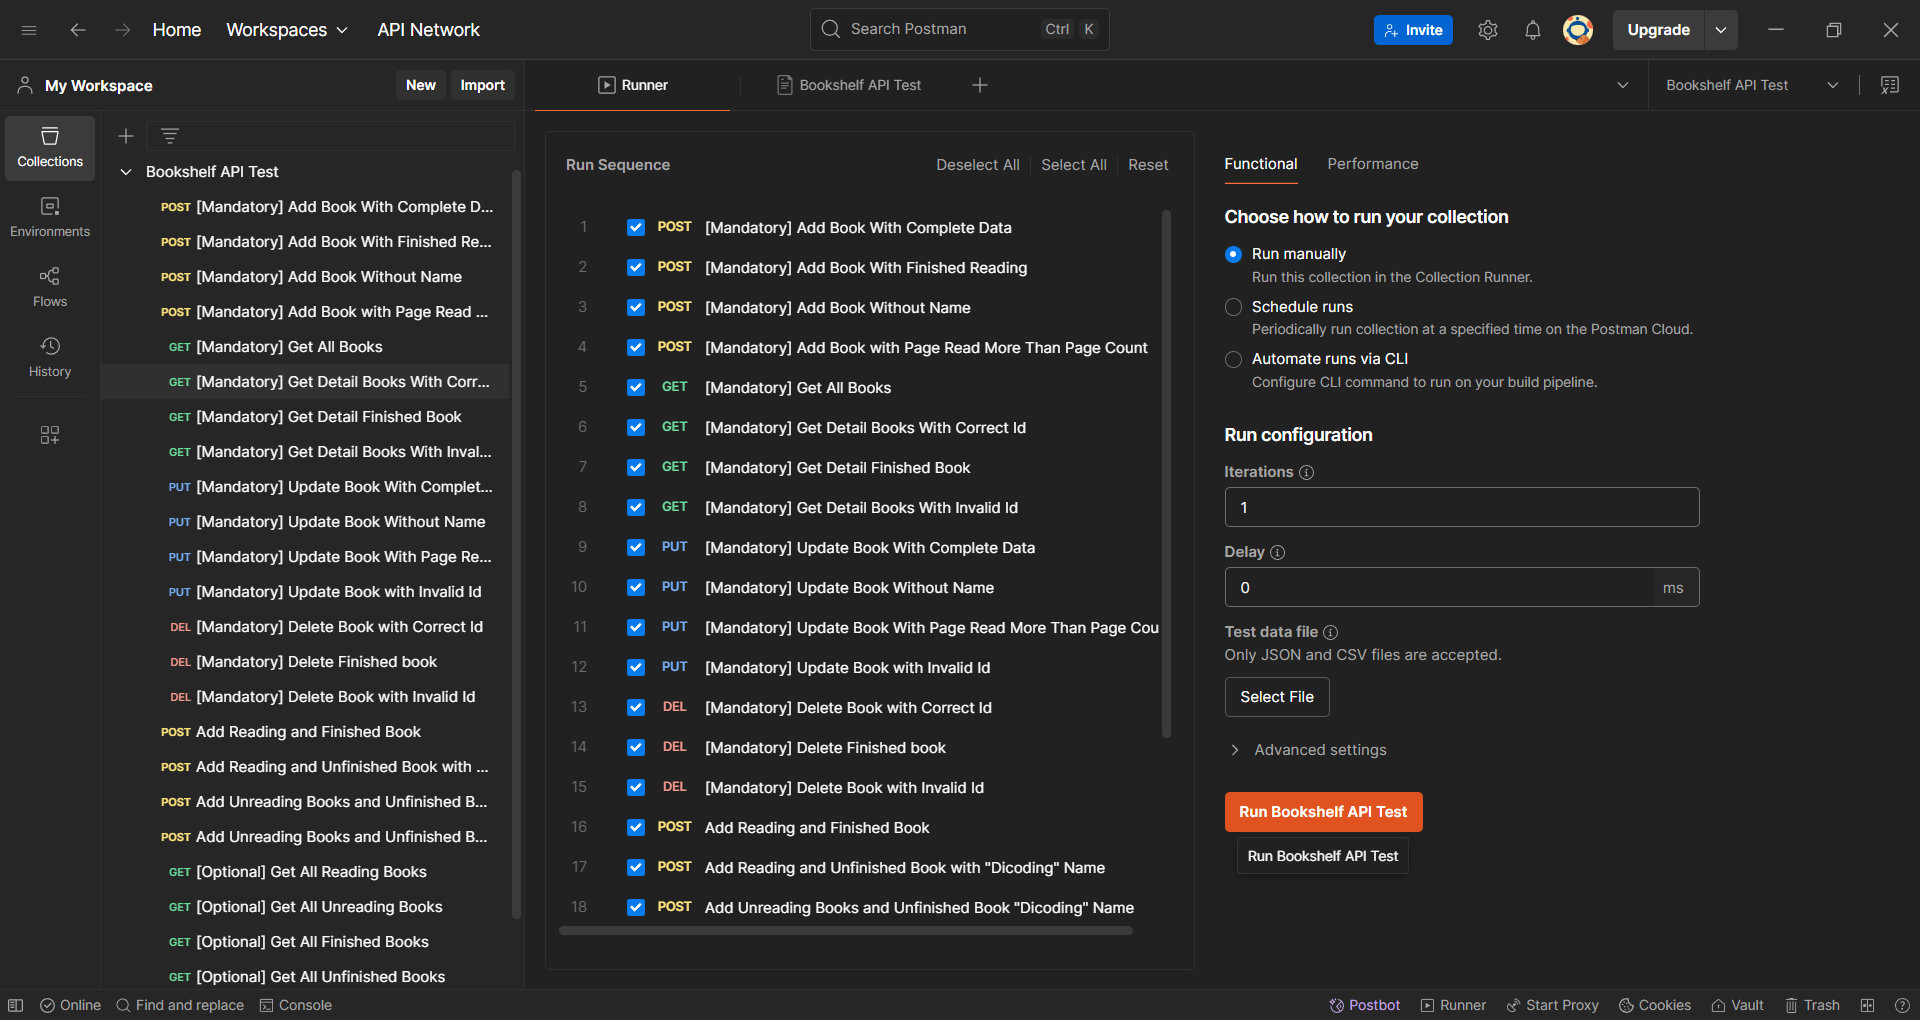 Home
Workspaces
API Network
Search Postman
Ctrl K
Invite
Upgrade
My Workspace
New
Import
Runner
Bookshelf API Test
Bookshelf API Test
Collections
Environments
Flows
History
Bookshelf API Test
POST [Mandatory] Add Book With Complete D...
POST [Mandatory] Add Book With Finished Re...
POST [Mandatory] Add Book Without Name
POST [Mandatory] Add Book with Page Read ...
GET [Mandatory] Get All Books
GET [Mandatory] Get Detail Books With Corr...
GET [Mandatory] Get Detail Finished Book
GET [Mandatory] Get Detail Books With Inval...
PUT [Mandatory] Update Book With Complet...
PUT [Mandatory] Update Book Without Name
PUT [Mandatory] Update Book With Page Re...
PUT [Mandatory] Update Book with Invalid Id
DEL [Mandatory] Delete Book with Correct Id
DEL [Mandatory] Delete Finished book
DEL [Mandatory] Delete Book with Invalid Id
POST Add Reading and Finished Book
POST Add Reading and Unfinished Book with ...
POST Add Unreading Books and Unfinished B...
POST Add Unreading Books and Unfinished B...
GET [Optional] Get All Reading Books
GET [Optional] Get All Unreading Books
GET [Optional] Get All Finished Books
GET [Optional] Get All Unfinished Books
Run Sequence
Deselect All
Select All
Reset
1 POST [Mandatory] Add Book With Complete Data
2 POST [Mandatory] Add Book With Finished Reading
3 POST [Mandatory] Add Book Without Name
4 POST [Mandatory] Add Book with Page Read More Than Page Count
5 GET [Mandatory] Get All Books
6 GET [Mandatory] Get Detail Books With Correct Id
7 GET [Mandatory] Get Detail Finished Book
8 GET [Mandatory] Get Detail Books With Invalid Id
9 PUT [Mandatory] Update Book With Complete Data
10 PUT [Mandatory] Update Book Without Name
11 PUT [Mandatory] Update Book With Page Read More Than Page Cou
12 PUT [Mandatory] Update Book with Invalid Id
13 DEL [Mandatory] Delete Book with Correct Id
14 DEL [Mandatory] Delete Finished book
15 DEL [Mandatory] Delete Book with Invalid Id
16 POST Add Reading and Finished Book
17 POST Add Reading and Unfinished Book with "Dicoding" Name
18 POST Add Unreading Books and Unfinished Book "Dicoding" Name
Functional
Performance
Choose how to run your collection
Run manually
Run this collection in the Collection Runner.
Schedule runs
Periodically run collection at a specified time on the Postman Cloud.
Automate runs via CLI
Configure CLI command to run on your build pipeline.
Run configuration
Iterations
1
Delay
0 ms
Test data file
Only JSON and CSV files are accepted.
Select File
Advanced settings
Run Bookshelf API Test
Run Bookshelf API Test
Online
Find and replace
Console
Postbot
Runner
Start Proxy
Cookies
Vault
Trash